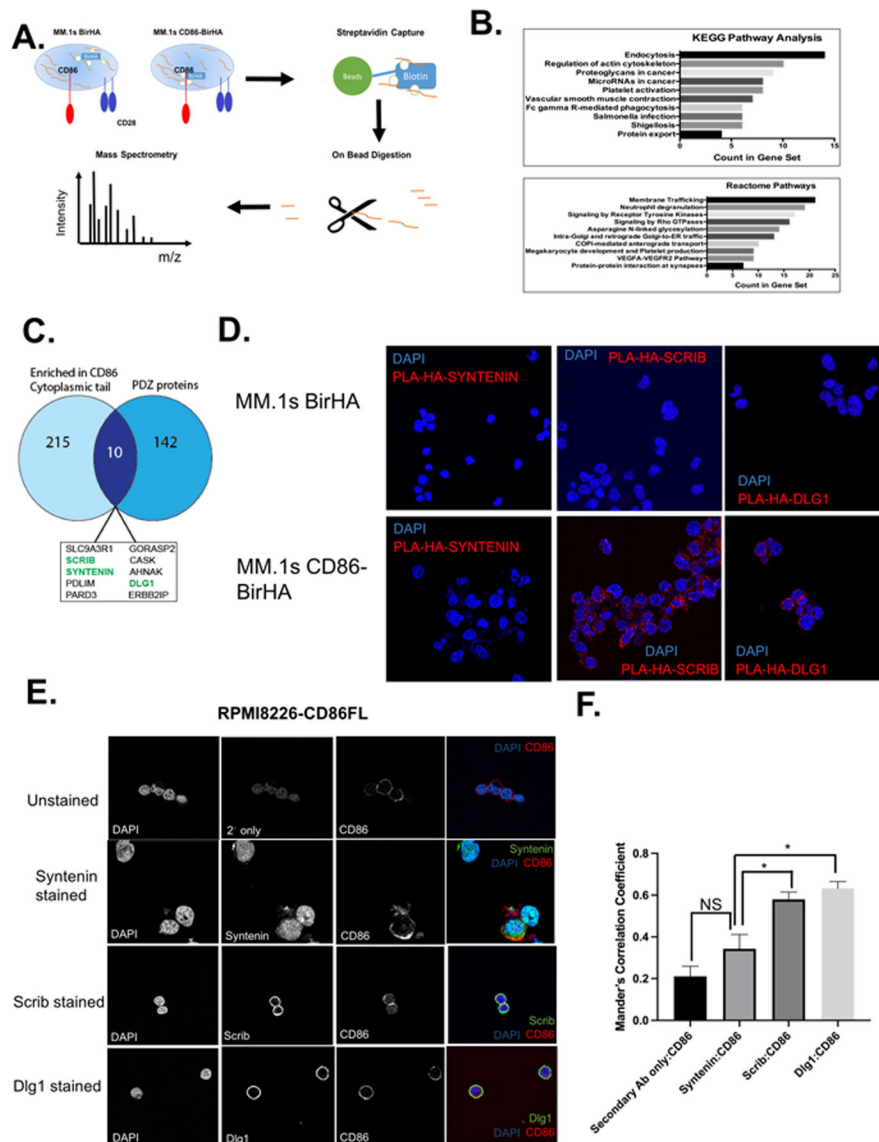 A.
MM.1s BirHA
MM.1s CD86-BirHA
Streptavidin Capture
BirHA
CD86
CD86
BirHA
Beads
Biotin
CD28
Mass Spectrometry
On Bead Digestion
Intensity
m/z
B.
KEGG Pathway Analysis
Endocytosis
Regulation of actin cytoskeleton
Proteoglycans in cancer
MicroRNAs in cancer
Platelet activation
Vascular smooth muscle contraction
Fc gamma R-mediated phagocytosis
Salmonella infection
Shigellosis
Protein export
0 5 10 15
Count in Gene Set
Reactome Pathways
Membrane Trafficking
Neutrophil degranulation
Signaling by Receptor Tyrosine Kinases
Signaling by Rho GTPases
Asparagine N-linked glycosylation
Intra-Golgi and retrograde Golgi-to-ER traffic
COPI-mediated anterograde transport
Megakaryocyte development and Platelet production
VEGFA-VEGFR2 Pathway
Protein-protein interaction at synapses
0 5 10 15 20 25
Count in Gene Set
C.
Enriched in CD86
Cytoplasmic tail
PDZ proteins
215
10
142
SLC9A3R1 GORASP2
SCRIB CASK
SYNTENIN AHNAK
PDLIM DLG1
PARD3 ERBB2IP
D.
MM.1s BirHA
DAPI
PLA-HA-SYNTENIN
PLA-HA-SCRIB
DAPI
DAPI
PLA-HA-DLG1
MM.1s CD86-
BirHA
DAPI
PLA-HA-SYNTENIN
DAPI
PLA-HA-SCRIB
DAPI
PLA-HA-DLG1
E.
RPMI8226-CD86FL
Unstained
DAPI
2 only
CD86
DAPI CD86
Syntenin
stained
DAPI
Syntenin
CD86
Syntenin
DAPI CD86
Scrib stained
DAPI
Scrib
CD86
Scrib
DAPI CD86
Dlg1 stained
DAPI
Dlg1
CD86
Dlg1
DAPI CD86
F.
Mander's Correlation Coefficient
0.8
0.6
0.4
0.2
0.0
NS
*
*
Secondary Ab only:CD86
Syntenin:CD86
Scrib:CD86
Dlg1:CD86